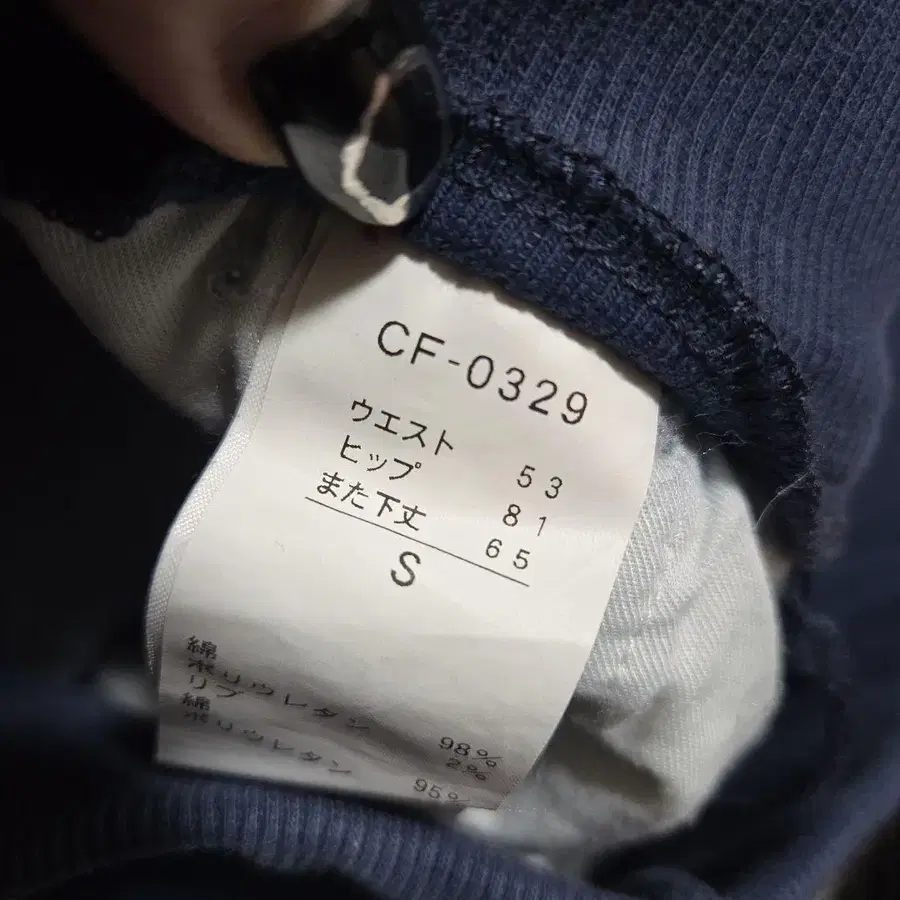 CF-0329
ウエスト 53
ヒップ 81
また下丈 65
S
綿 98%
ポリウレタン 2%
リブ
綿 95%
ポリウレタン